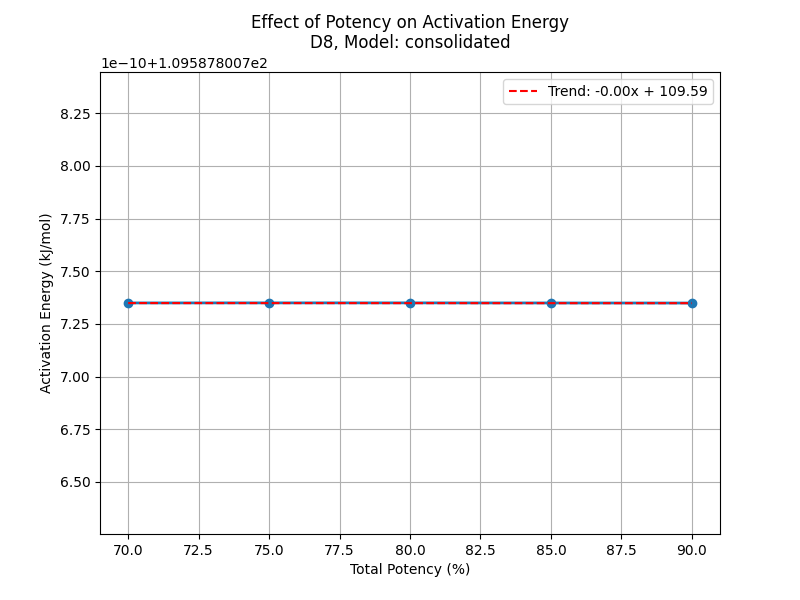 Effect of Potency on Activation Energy
D8, Model: consolidated
1e−10+1.095878007e2
Trend: -0.00x + 109.59
8.25
8.00
7.75
7.50
7.25
7.00
6.75
6.50
Activation Energy (kJ/mol)
70.0 72.5 75.0 77.5 80.0 82.5 85.0 87.5 90.0
Total Potency (%)